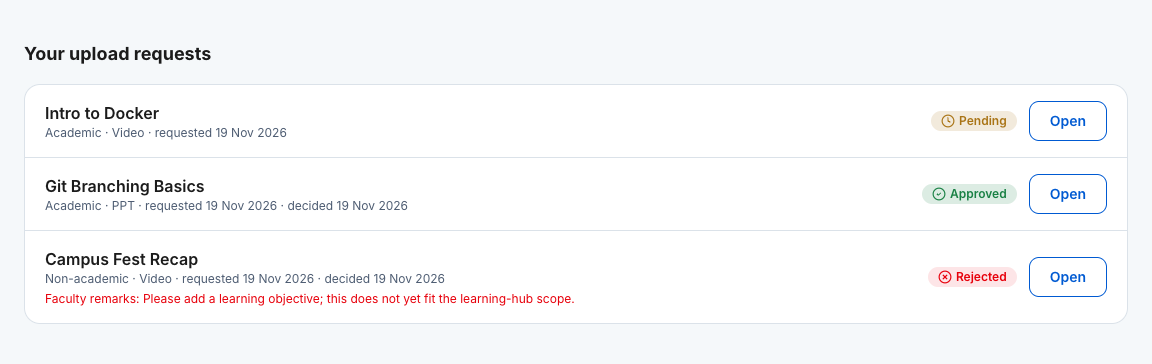 Your upload requests
Intro to Docker
Academic · Video · requested 19 Nov 2026
Pending
Open
Git Branching Basics
Academic · PPT · requested 19 Nov 2026 · decided 19 Nov 2026
Approved
Open
Campus Fest Recap
Non-academic · Video · requested 19 Nov 2026 · decided 19 Nov 2026
Faculty remarks: Please add a learning objective; this does not yet fit the learning-hub scope.
Rejected
Open